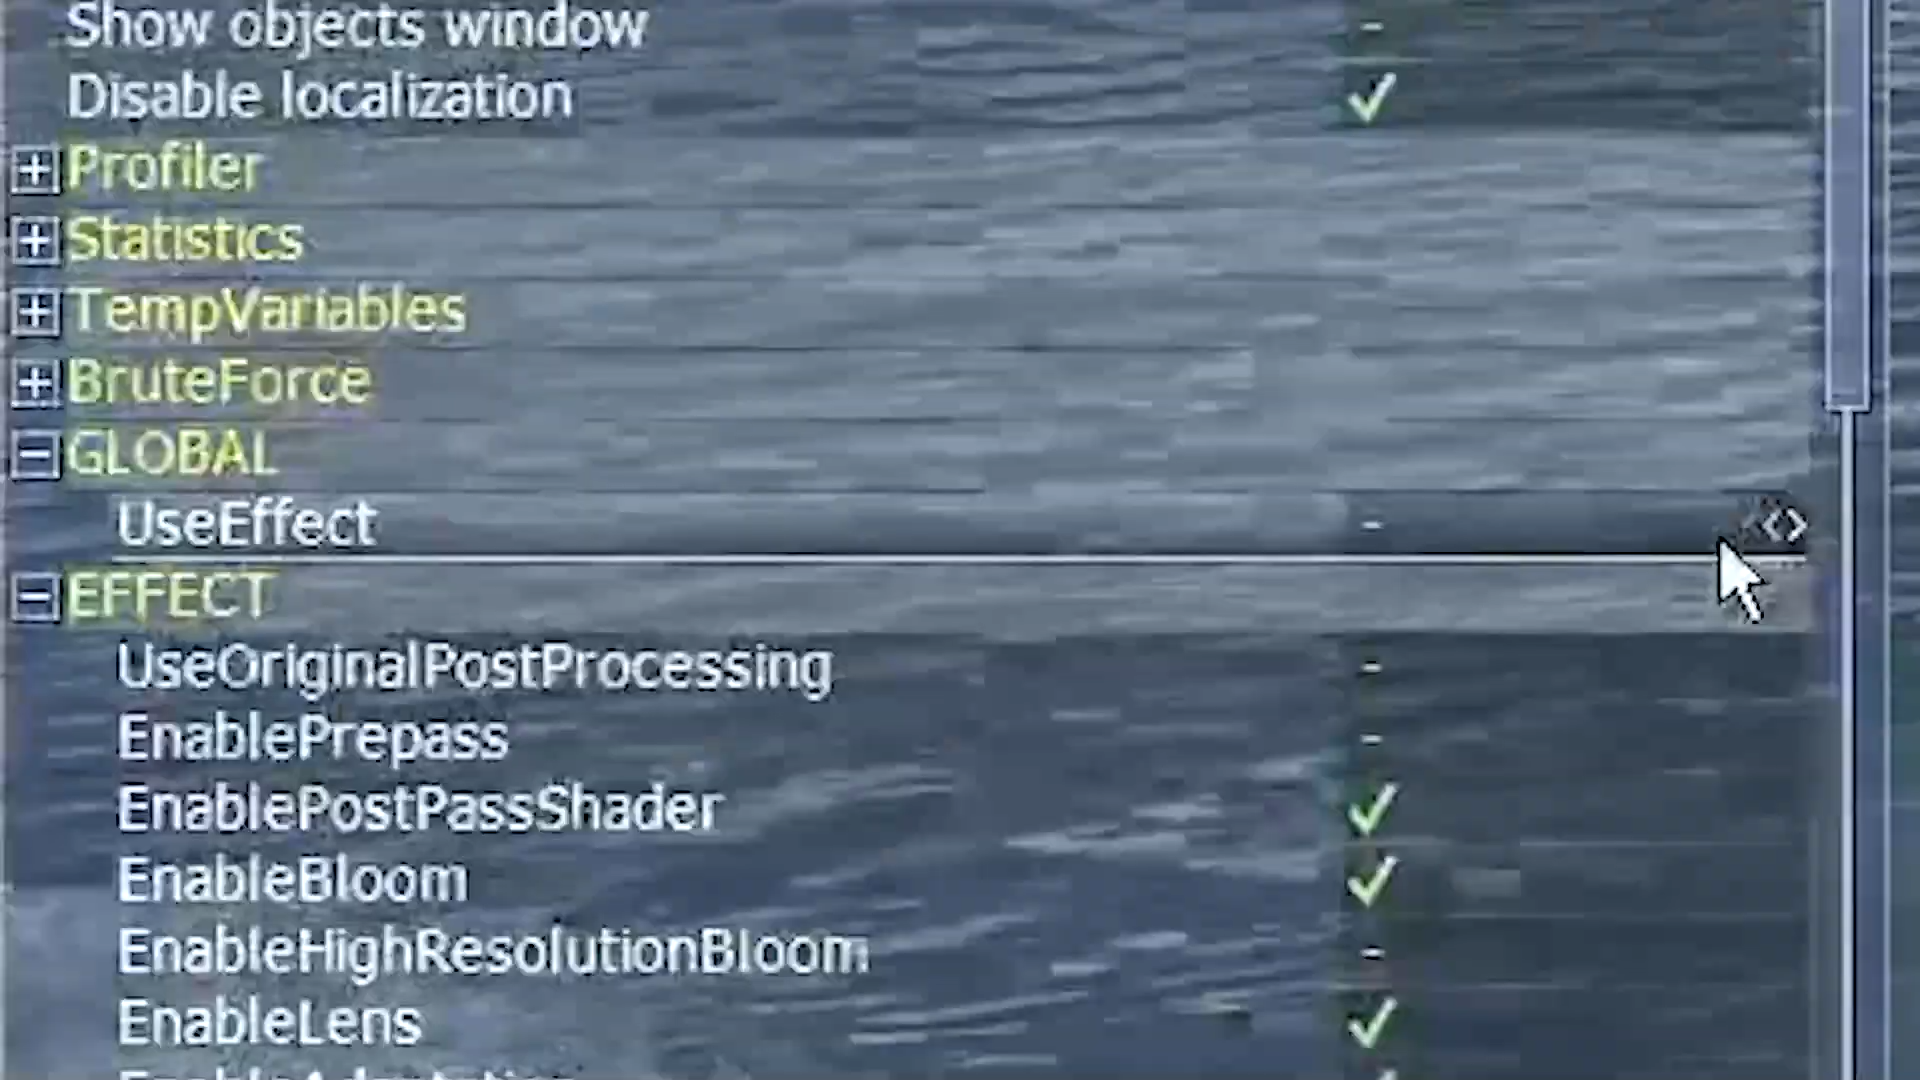 Show objects window -
Disable localization ✓
Profiler
Statistics
TempVariables
BruteForce
GLOBAL
UseEffect -
EFFECT
UseOriginalPostProcessing -
EnablePrepass -
EnablePostPassShader ✓
EnableBloom ✓
EnableHighResolutionBloom -
EnableLens ✓